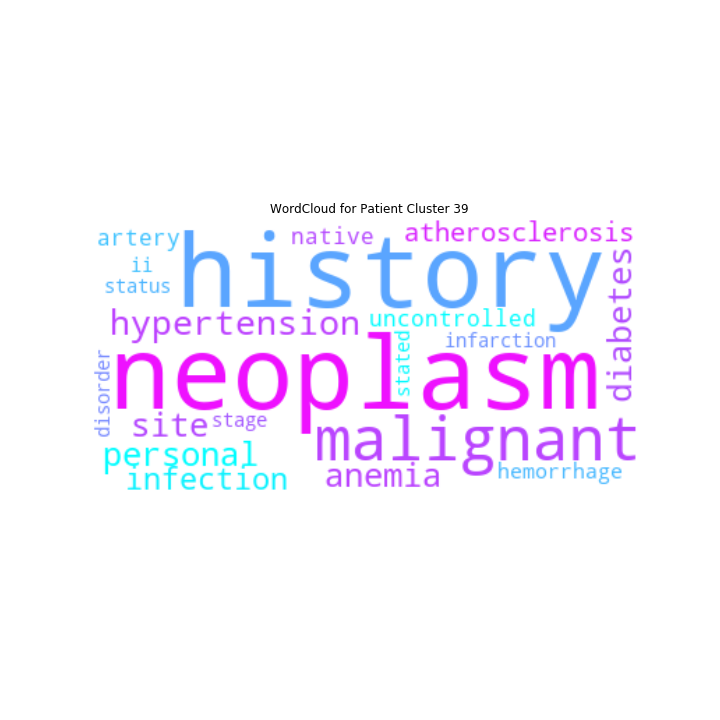 WordCloud for Patient Cluster 39
artery
history
native
atherosclerosis
ii
status
hypertension
uncontrolled
diabetes
infarction
stated
neoplasm
disorder
site
stage
malignant
personal
infection
anemia
hemorrhage